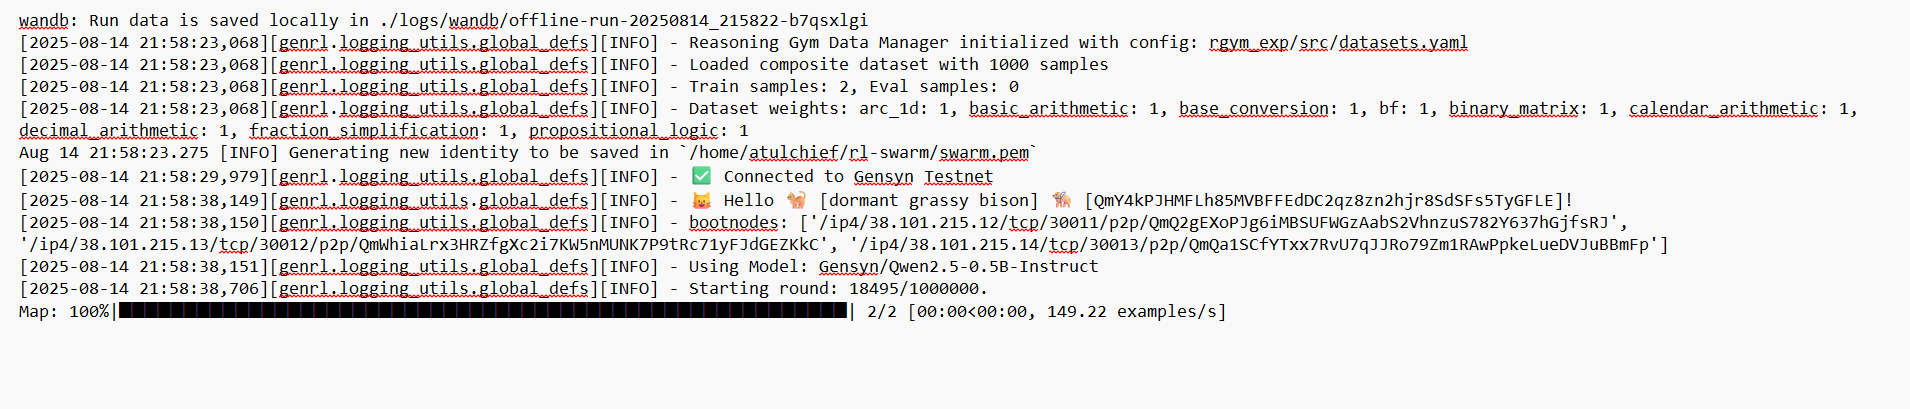 wandb: Run data is saved locally in ./logs/wandb/offline-run-20250814_215822-b7qsxlgi
[2025-08-14 21:58:23,068][genrl.logging_utils.global_defs][INFO] - Reasoning Gym Data Manager initialized with config: rgym_exp/src/datasets.yaml
[2025-08-14 21:58:23,068][genrl.logging_utils.global_defs][INFO] - Loaded composite dataset with 1000 samples
[2025-08-14 21:58:23,068][genrl.logging_utils.global_defs][INFO] - Train samples: 2, Eval samples: 0
[2025-08-14 21:58:23,068][genrl.logging_utils.global_defs][INFO] - Dataset weights: arc_1d: 1, basic_arithmetic: 1, base_conversion: 1, bf: 1, binary_matrix: 1, calendar_arithmetic: 1,
decimal_arithmetic: 1, fraction_simplification: 1, propositional_logic: 1
Aug 14 21:58:23.275 [INFO] Generating new identity to be saved in `/home/atulchief/rl-swarm/swarm.pem`
[2025-08-14 21:58:29,979][genrl.logging_utils.global_defs][INFO] - ✅ Connected to Gensyn Testnet
[2025-08-14 21:58:38,149][genrl.logging_utils.global_defs][INFO] - 😺 Hello 🐈 [dormant grassy bison] 🦮 [QmY4kPJHMFLh85MVBFFEdDC2qz8zn2hjr8SdSFs5TyGFLE]!
[2025-08-14 21:58:38,150][genrl.logging_utils.global_defs][INFO] - bootnodes: ['/ip4/38.101.215.12/tcp/30011/p2p/QmQ2gEXoPJg6iMBSUFWGzAabS2VhnzuS782Y637hGjfsRJ',
'/ip4/38.101.215.13/tcp/30012/p2p/QmWhiaLrx3HRZfgXc2i7KW5nMUNK7P9tRc71yFJdGEZKkC', '/ip4/38.101.215.14/tcp/30013/p2p/QmQa1SCfYTxx7RvU7qJJRo79Zm1RAwPpkeLueDVJuBBmFp']
[2025-08-14 21:58:38,151][genrl.logging_utils.global_defs][INFO] - Using Model: Gensyn/Qwen2.5-0.5B-Instruct
[2025-08-14 21:58:38,706][genrl.logging_utils.global_defs][INFO] - Starting round: 18495/1000000.
Map: 100%|██████████| 2/2 [00:00<00:00, 149.22 examples/s]